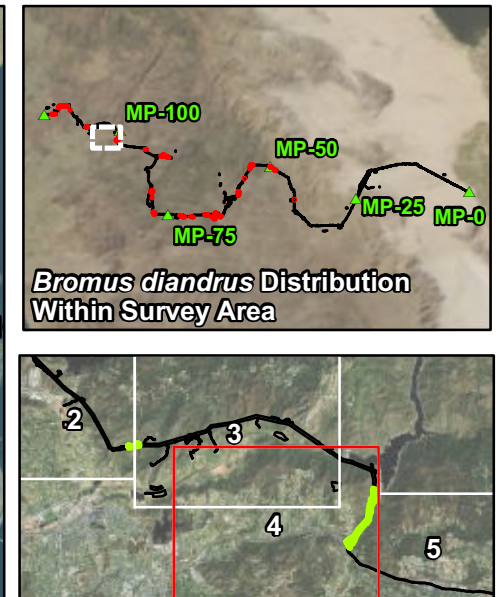 MP-100
MP-50
MP-25
MP-0
MP-75
Bromus diandrus Distribution
Within Survey Area
2
3
4
5